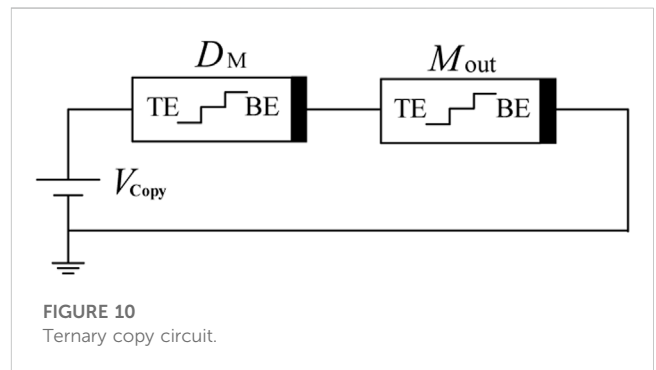 DM
Mout
TE BE
TE BE
VCopy
FIGURE 10
Ternary copy circuit.